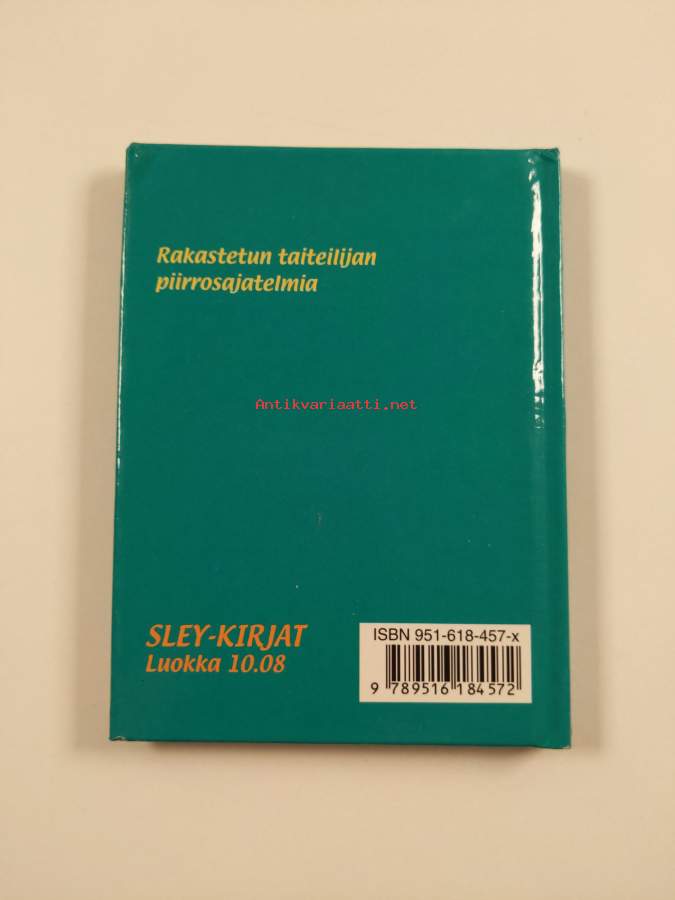 Rakastetun taiteilijan
piirrosajatelmia
Antikvariaatti.net
SLEY-KIRJAT
Luokka 10.08
ISBN 951-618-457-x
9 789516 184572